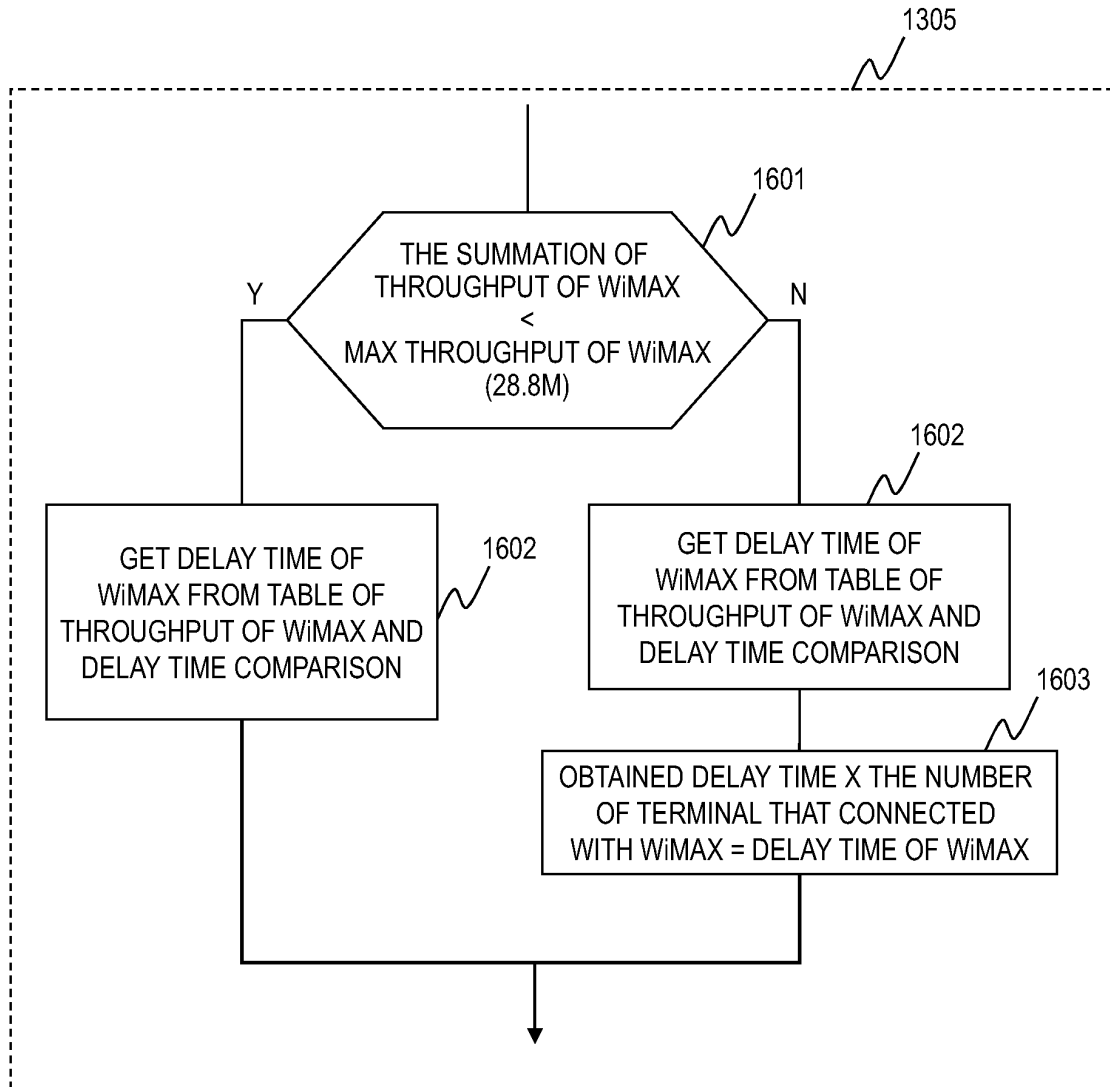 1305
1601
THE SUMMATION OF
THROUGHPUT OF WiMAX
<
MAX THROUGHPUT OF WiMAX
(28.8M)
Y
N
1602
GET DELAY TIME OF
WiMAX FROM TABLE OF
THROUGHPUT OF WiMAX AND
DELAY TIME COMPARISON
1602
GET DELAY TIME OF
WiMAX FROM TABLE OF
THROUGHPUT OF WiMAX AND
DELAY TIME COMPARISON
1603
OBTAINED DELAY TIME X THE NUMBER
OF TERMINAL THAT CONNECTED
WITH WiMAX = DELAY TIME OF WiMAX